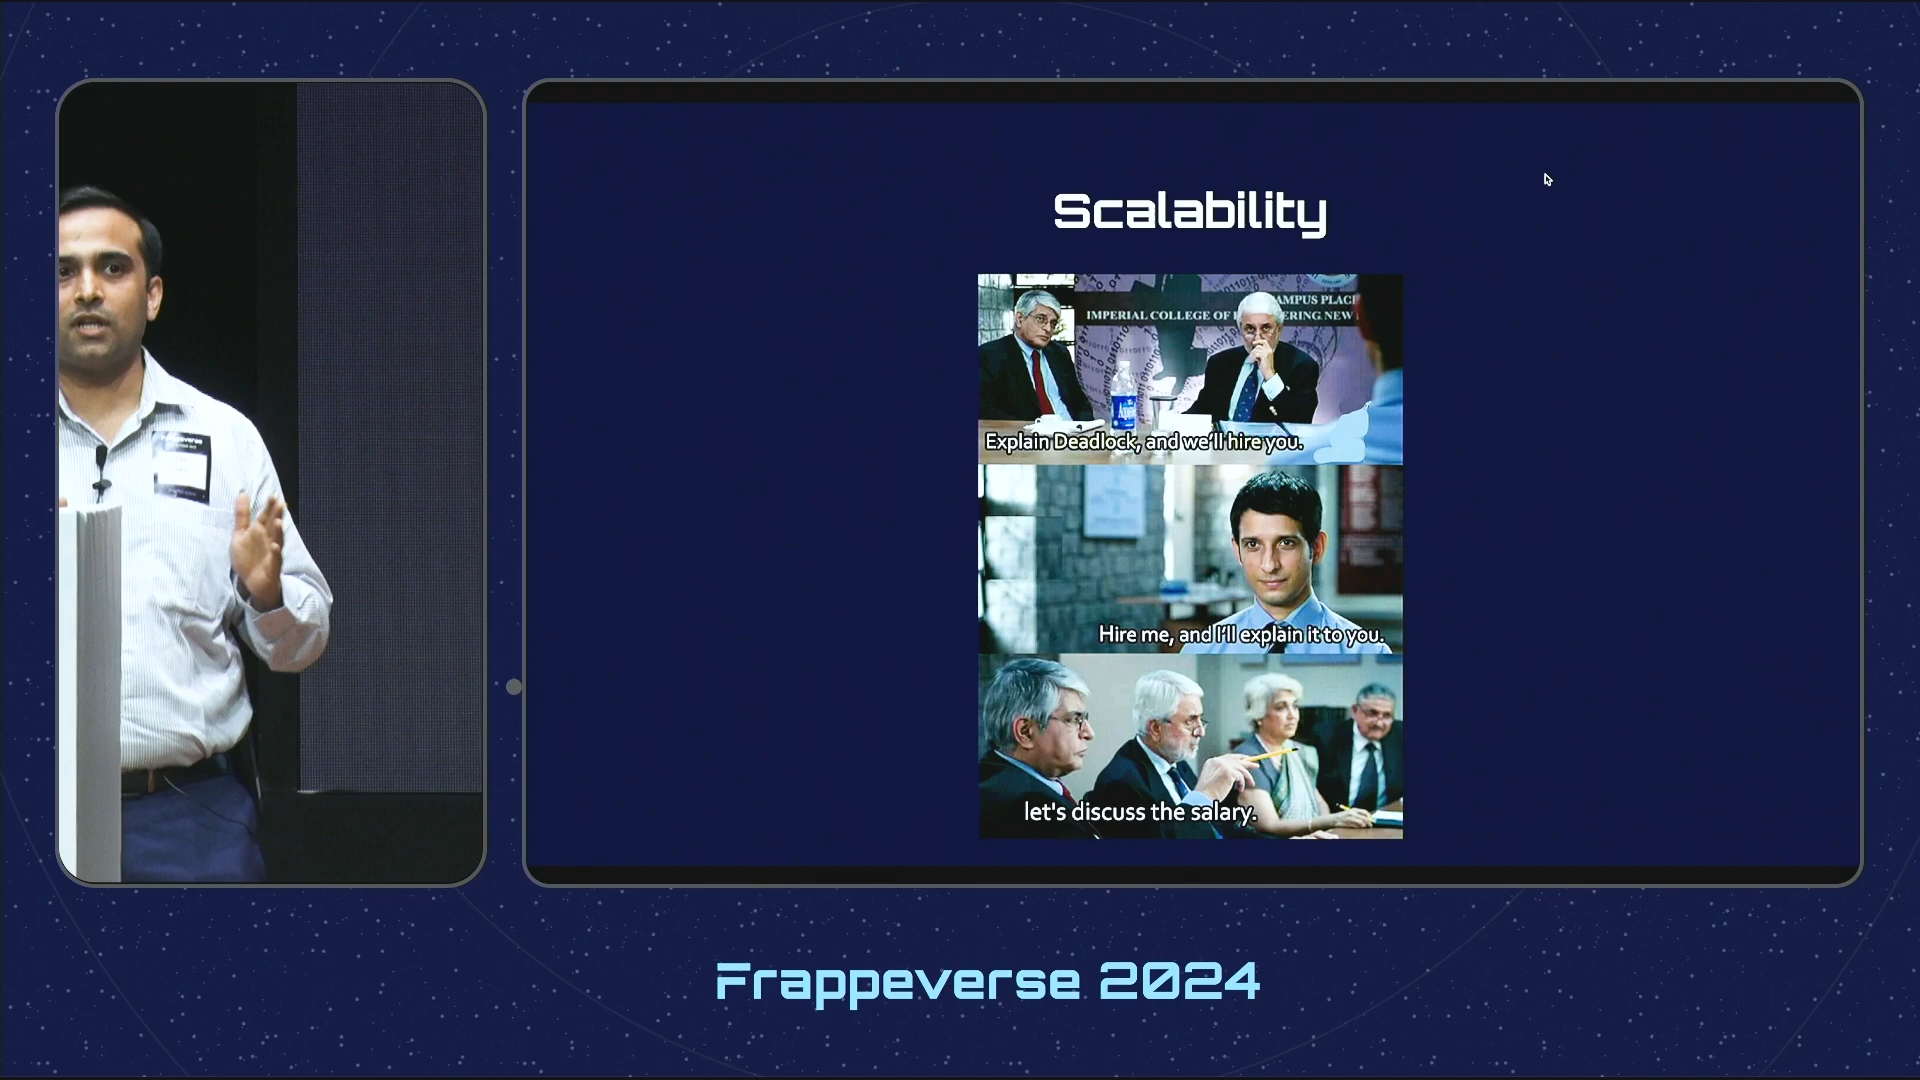 Scalability
AMPUS PLAC
IMPERIAL COLLEGE OF
ERING NEW
Explain Deadlock, and we'll hire you.
Hire me, and I'll explain it to you.
let's discuss the salary.
Frappeverse 2024